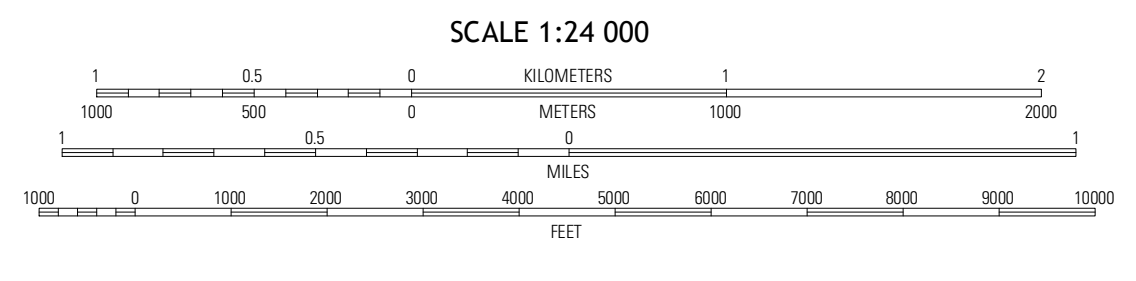 SCALE 1:24 000
1 0.5 0 KILOMETERS 1 2
1000 500 0 METERS 1000 2000
1 0.5 0 1
MILES
1000 0 1000 2000 3000 4000 5000 6000 7000 8000 9000 10000
FEET